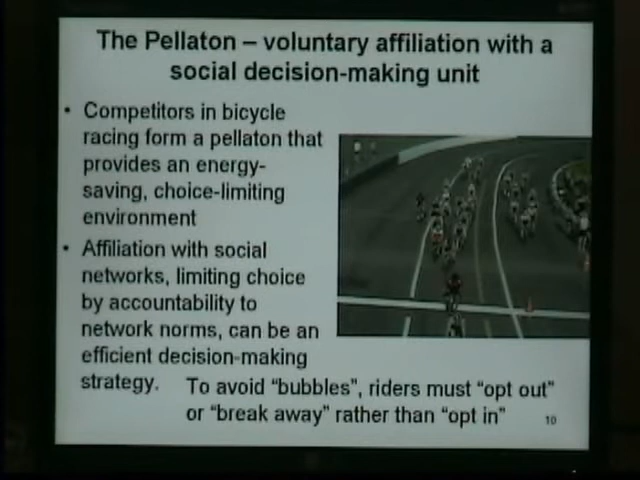 The Pellaton – voluntary affiliation with a
social decision-making unit
• Competitors in bicycle
racing form a pellaton that
provides an energy-
saving, choice-limiting
environment
• Affiliation with social
networks, limiting choice
by accountability to
network norms, can be an
efficient decision-making
strategy.
To avoid “bubbles”, riders must “opt out”
or “break away” rather than “opt in”
10